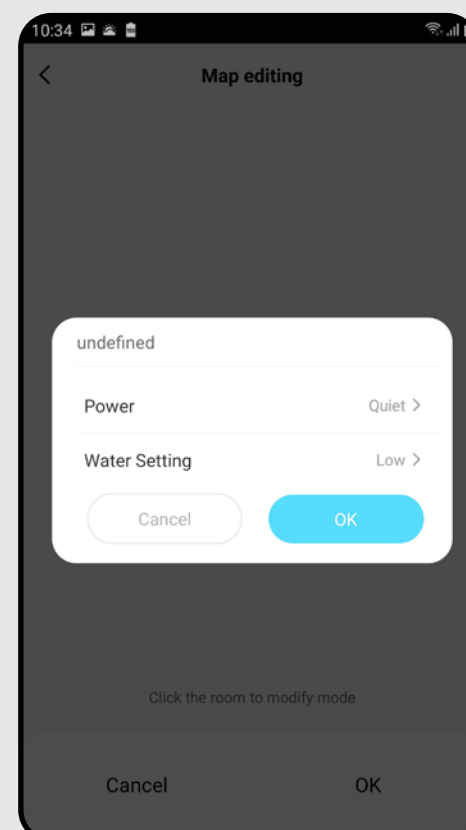 10:34
Map editing
undefined
Power Quiet
Water Setting Low
Cancel OK
Click the room to modify mode
Cancel OK